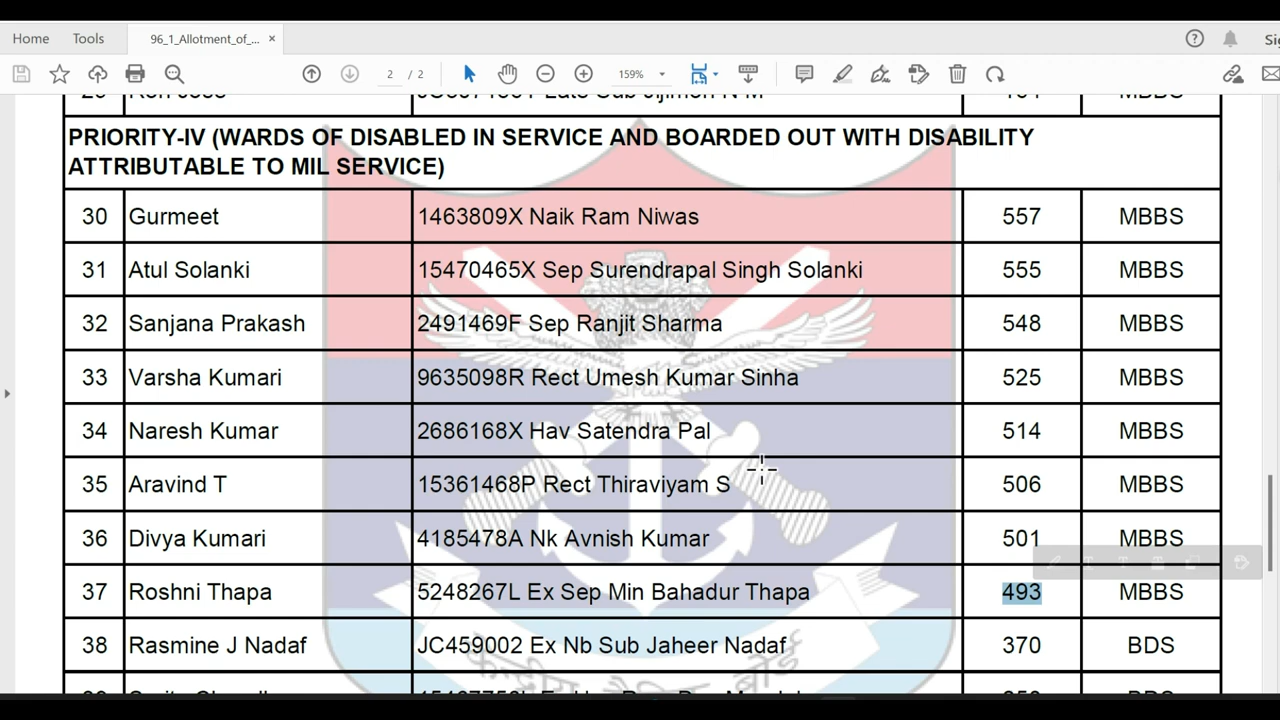 Home Tools 96_1_Allotment_of_... ×
2 / 2 159%
PRIORITY-IV (WARDS OF DISABLED IN SERVICE AND BOARDED OUT WITH DISABILITY
ATTRIBUTABLE TO MIL SERVICE)
30 Gurmeet 1463809X Naik Ram Niwas 557 MBBS
31 Atul Solanki 15470465X Sep Surendrapal Singh Solanki 555 MBBS
32 Sanjana Prakash 2491469F Sep Ranjit Sharma 548 MBBS
33 Varsha Kumari 9635098R Rect Umesh Kumar Sinha 525 MBBS
34 Naresh Kumar 2686168X Hav Satendra Pal 514 MBBS
35 Aravind T 15361468P Rect Thiraviyam S 506 MBBS
36 Divya Kumari 4185478A Nk Avnish Kumar 501 MBBS
37 Roshni Thapa 5248267L Ex Sep Min Bahadur Thapa 493 MBBS
38 Rasmine J Nadaf JC459002 Ex Nb Sub Jaheer Nadaf 370 BDS